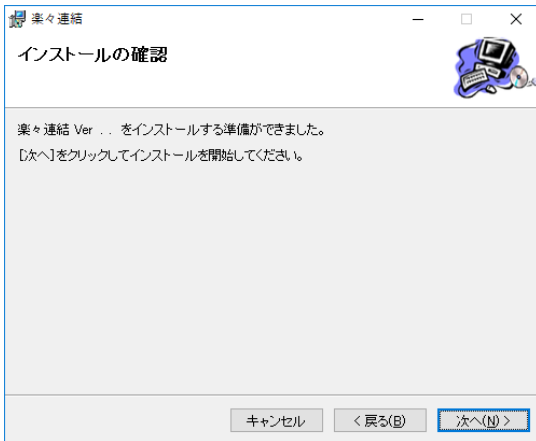 楽々連結
インストールの確認
楽々連結 Ver . . をインストールする準備ができました。
[次へ]をクリックしてインストールを開始してください。
キャンセル
< 戻る(B)
次へ(N) >